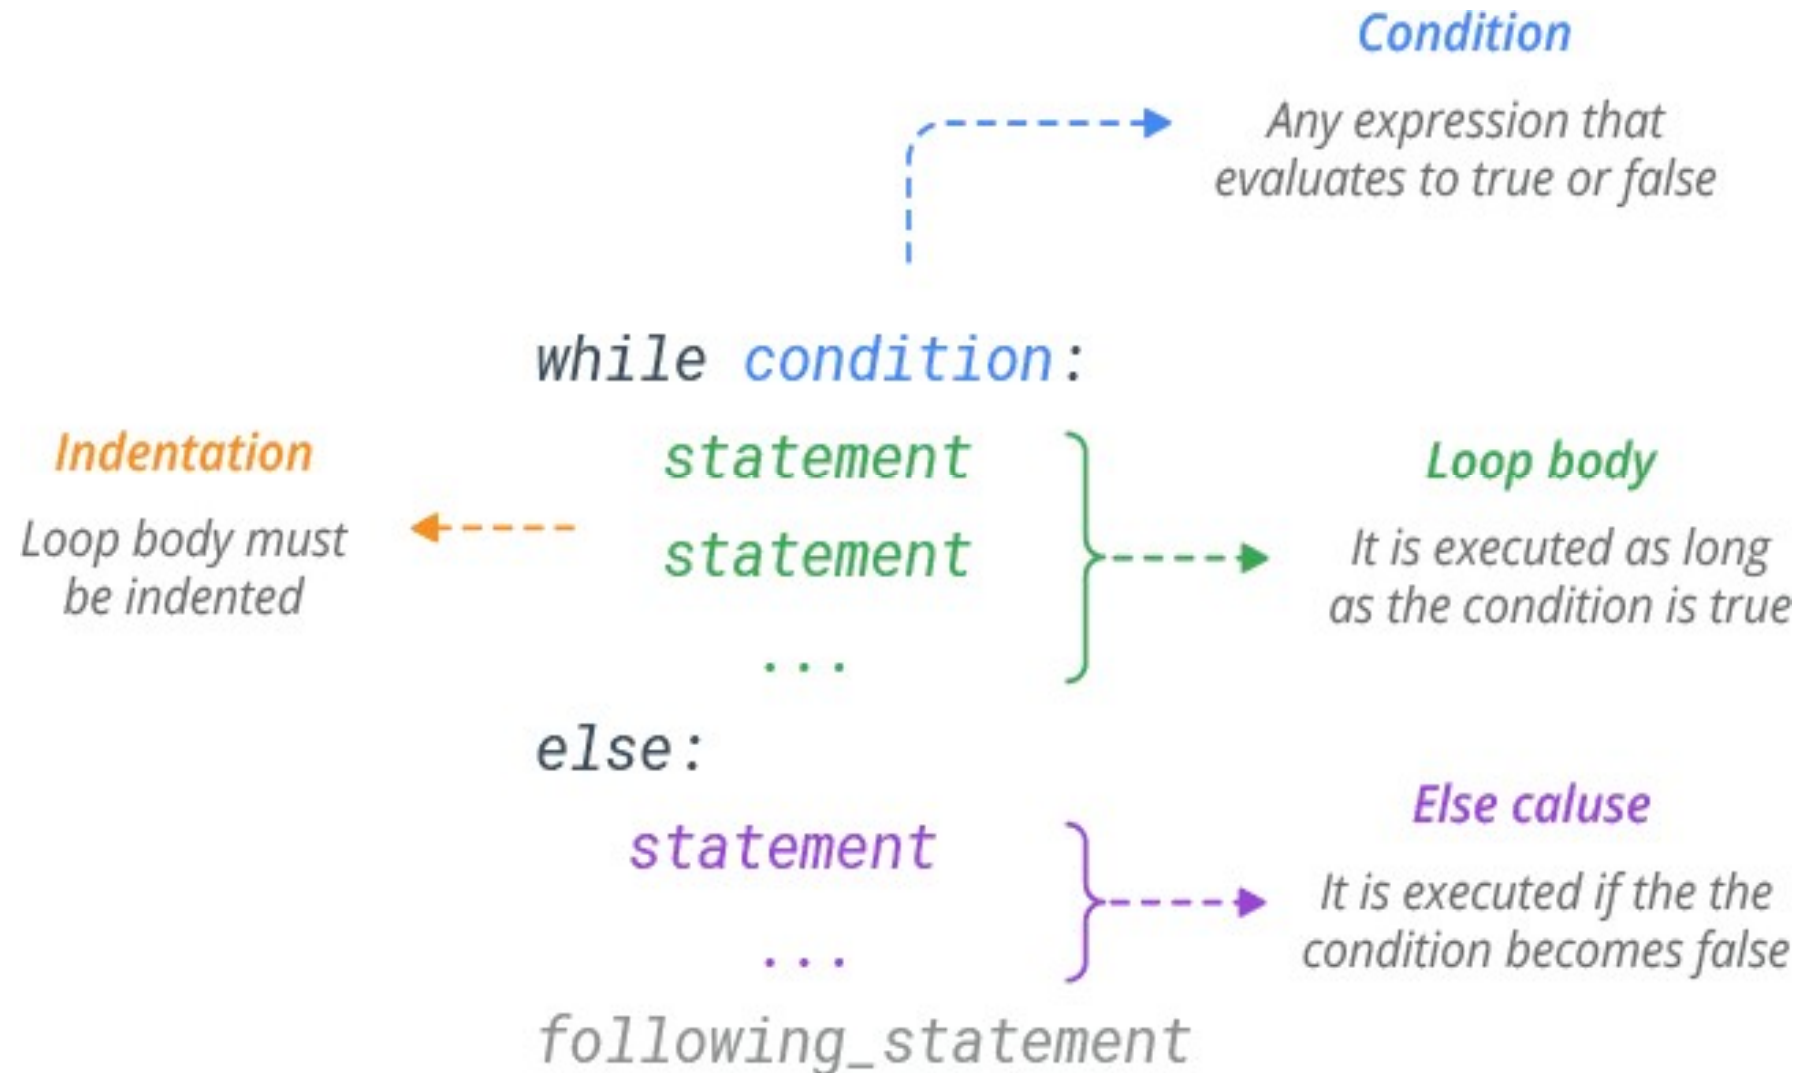 Condition
Any expression that
evaluates to true or false
while condition:
Indentation
Loop body must
be indented
statement
statement
...
Loop body
It is executed as long
as the condition is true
else:
statement
...
Else caluse
It is executed if the the
condition becomes false
following_statement